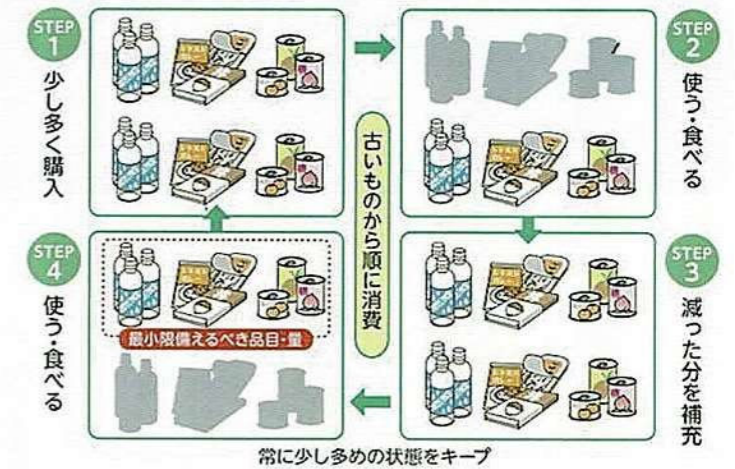 STEP
1
少し多く購入
STEP
2
使う・食べる
古いものから順に消費
STEP
3
減った分を補充
STEP
4
使う・食べる
最小限備えるべき品目・量
常に少し多めの状態をキープ